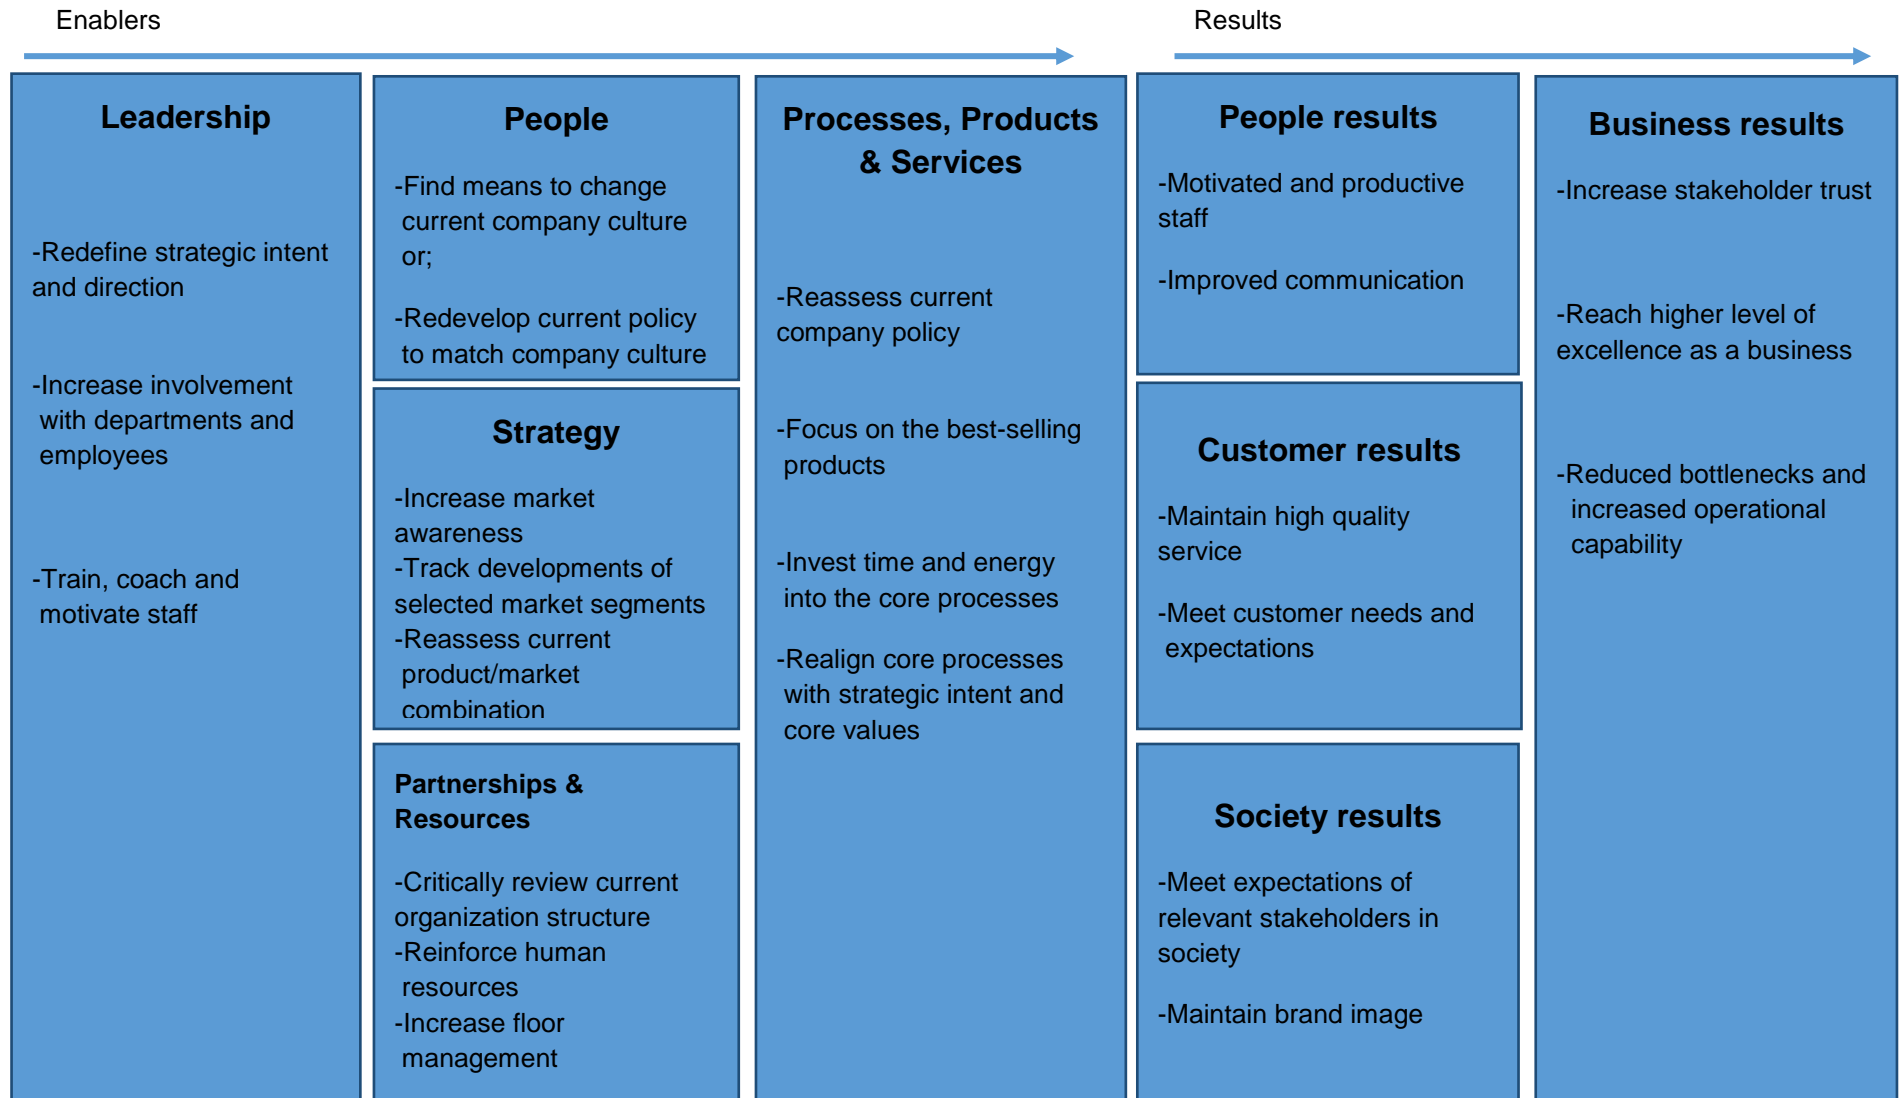 Enablers
Results
Leadership
-Redefine strategic intent
and direction
-Increase involvement
with departments and
employees
-Train, coach and
motivate staff
People
-Find means to change
current company culture
or;
-Redevelop current policy
to match company culture
Strategy
-Increase market
awareness
-Track developments of
selected market segments
-Reassess current
product/market
combination
Partnerships &
Resources
-Critically review current
organization structure
-Reinforce human
resources
-Increase floor
management
Processes, Products
& Services
-Reassess current
company policy
-Focus on the best-selling
products
-Invest time and energy
into the core processes
-Realign core processes
with strategic intent and
core values
People results
-Motivated and productive
staff
-Improved communication
Customer results
-Maintain high quality
service
-Meet customer needs and
expectations
Society results
-Meet expectations of
relevant stakeholders in
society
-Maintain brand image
Business results
-Increase stakeholder trust
-Reach higher level of
excellence as a business
-Reduced bottlenecks and
increased operational
capability